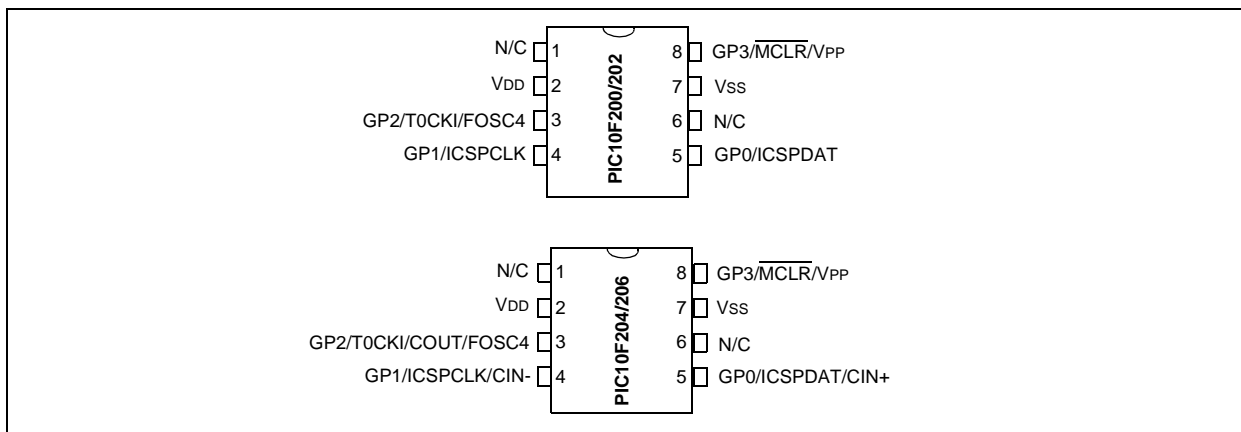 N/C 1 8 GP3/MCLR/VPP
VDD 2 7 VSS
GP2/T0CKI/FOSC4 3 6 N/C
GP1/ICSPCLK 4 5 GP0/ICSPDAT
PIC10F200/202
N/C 1 8 GP3/MCLR/VPP
VDD 2 7 VSS
GP2/T0CKI/COUT/FOSC4 3 6 N/C
GP1/ICSPCLK/CIN- 4 5 GP0/ICSPDAT/CIN+
PIC10F204/206